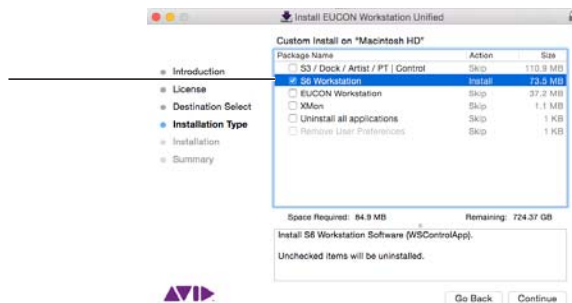 Install EUCON Workstation Unified
Custom Install on "Macintosh HD"
Package Name Action Size
S3 / Dock / Artist / PT | Control Skip 110.9 MB
S6 Workstation Install 73.5 MB
EUCON Workstation Skip 37.2 MB
XMon Skip 1.1 MB
Uninstall all applications Skip 1 KB
Remove User Preferences Skip 1 KB
Introduction
License
Destination Select
Installation Type
Installation
Summary
Space Required: 84.9 MB Remaining: 724.37 GB
Install S6 Workstation Software (WSControlApp).
Unchecked items will be uninstalled.
AVID
Go Back Continue